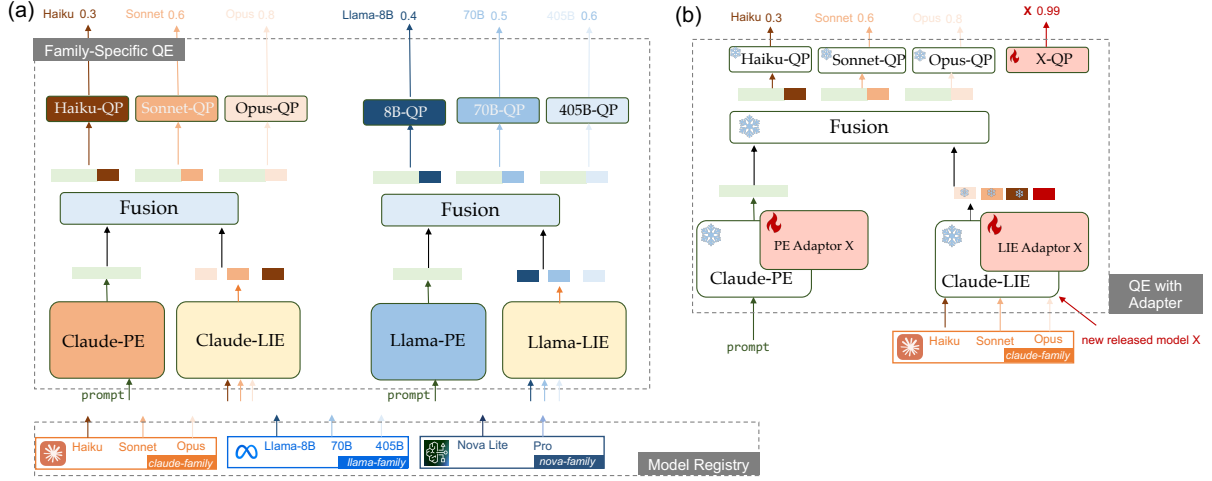 (a)
Haiku 0.3
Sonnet 0.6
Opus 0.8
Llama-8B 0.4
70B 0.5
405B 0.6
Family-Specific QE
Haiku-QP
Sonnet-QP
Opus-QP
8B-QP
70B-QP
405B-QP
Fusion
Fusion
Claude-PE
Claude-LIE
Llama-PE
Llama-LIE
prompt
prompt
Haiku
Sonnet
Opus
claude-family
Llama-8B
70B
405B
llama-family
Nova Lite
Pro
nova-family
Model Registry
(b)
Haiku 0.3
Sonnet 0.6
Opus 0.8
X 0.99
Haiku-QP
Sonnet-QP
Opus-QP
X-QP
Fusion
PE Adaptor X
Claude-PE
LIE Adaptor X
Claude-LIE
QE with
Adapter
prompt
Haiku
Sonnet
Opus
claude-family
new released model X